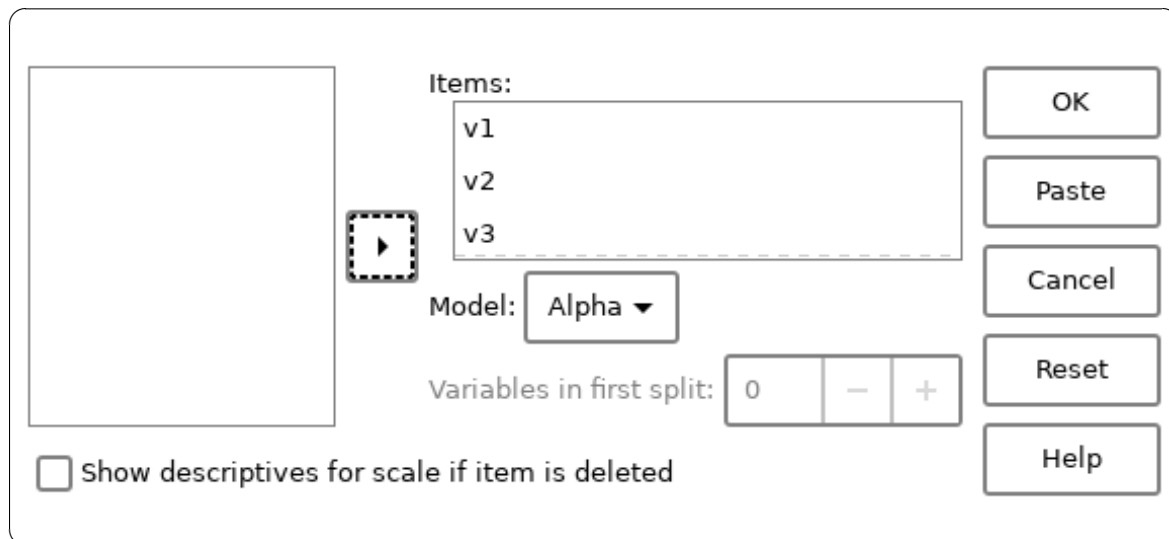 Items:
v1
v2
v3
Model: Alpha
Variables in first split: 0 − +
Show descriptives for scale if item is deleted
OK
Paste
Cancel
Reset
Help